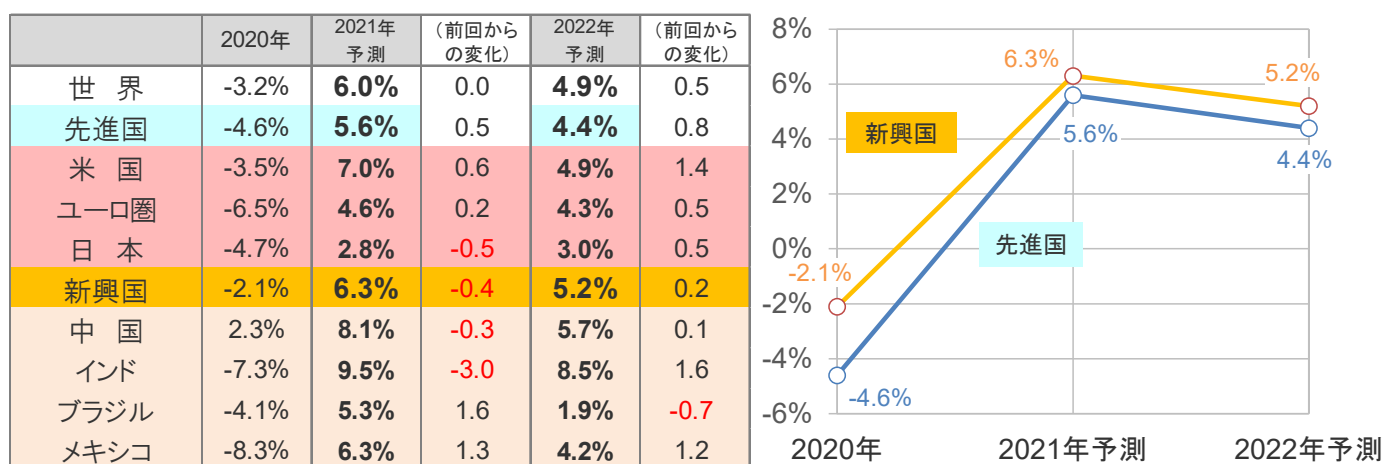 2020年 2021年予測 (前回からの変化) 2022年予測 (前回からの変化)
世 界 -3.2% 6.0% 0.0 4.9% 0.5
先進国 -4.6% 5.6% 0.5 4.4% 0.8
米 国 -3.5% 7.0% 0.6 4.9% 1.4
ユーロ圏 -6.5% 4.6% 0.2 4.3% 0.5
日 本 -4.7% 2.8% -0.5 3.0% 0.5
新興国 -2.1% 6.3% -0.4 5.2% 0.2
中 国 2.3% 8.1% -0.3 5.7% 0.1
インド -7.3% 9.5% -3.0 8.5% 1.6
ブラジル -4.1% 5.3% 1.6 1.9% -0.7
メキシコ -8.3% 6.3% 1.3 4.2% 1.2
8%
6%
4%
2%
0%
-2%
-4%
-6%
6.3%
5.2%
新興国
5.6%
4.4%
先進国
-2.1%
-4.6%
2020年 2021年予測 2022年予測